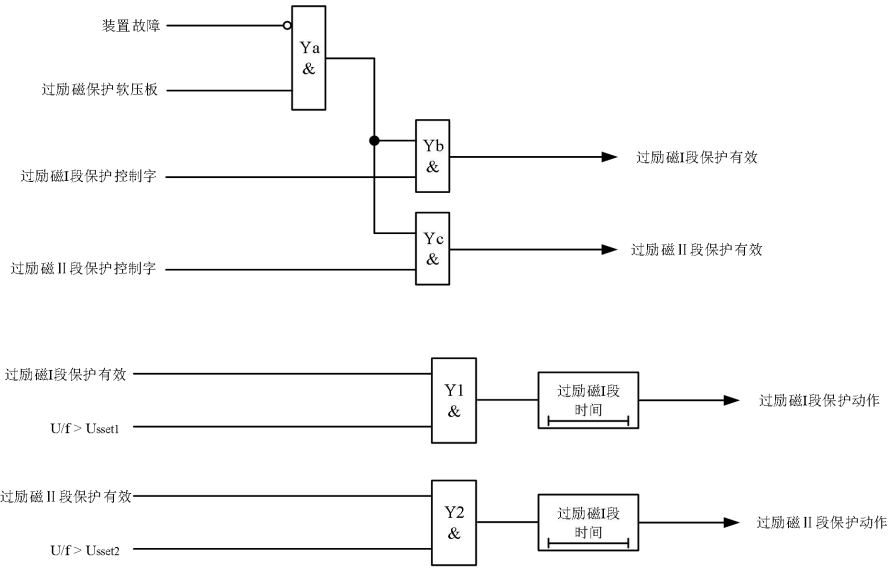 装置故障
Ya
&
过励磁保护软压板
Yb
&
过励磁I段保护有效
过励磁I段保护控制字
Yc
&
过励磁II段保护有效
过励磁II段保护控制字
过励磁I段保护有效
Y1
&
过励磁I段
时间
过励磁I段保护动作
U/f > Usset1
过励磁II段保护有效
Y2
&
过励磁I段
时间
过励磁II段保护动作
U/f > Usset2